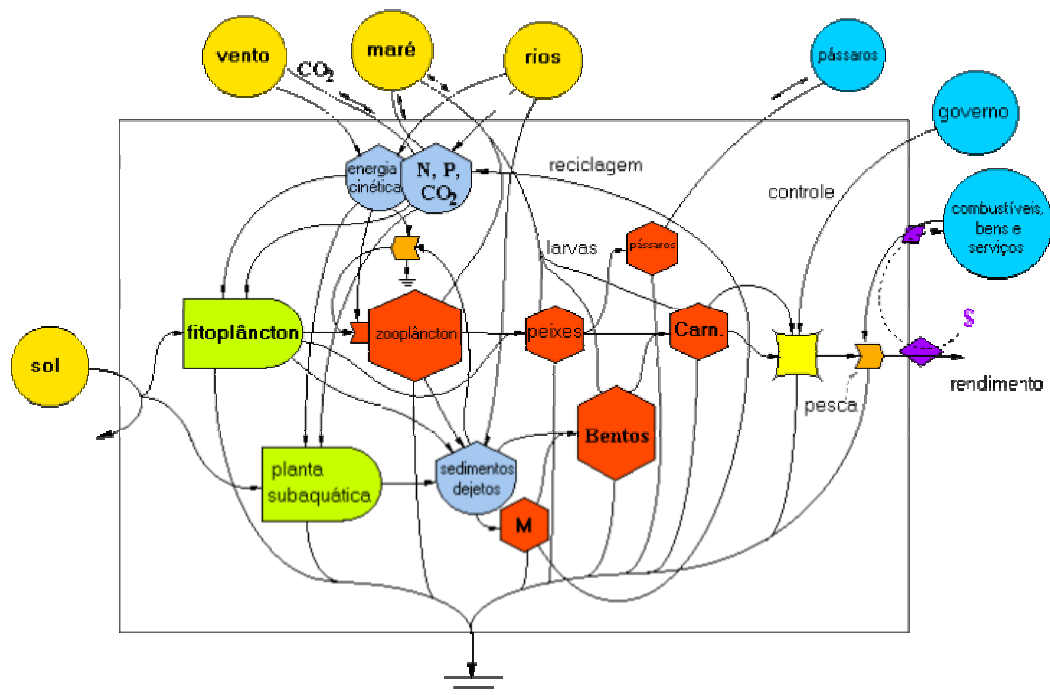 vento
CO2
maré
rios
pássaros
governo
energia
cinética
N, P,
CO2
reciclagem
controle
combustíveis,
bens e
serviços
larvas
pássaros
fitoplâncton
zooplâncton
peixes
Carn.
$
sol
rendimento
pesca
Bentos
planta
subaquática
sedimentos
dejetos
M